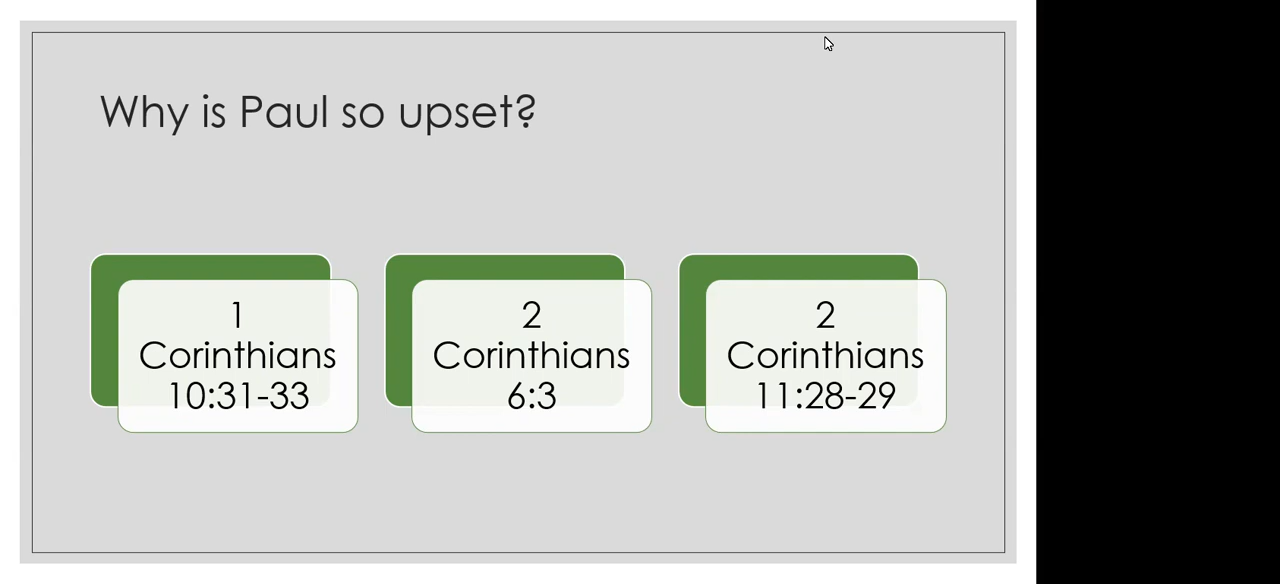 Why is Paul so upset?
1
Corinthians
10:31-33
2
Corinthians
6:3
2
Corinthians
11:28-29